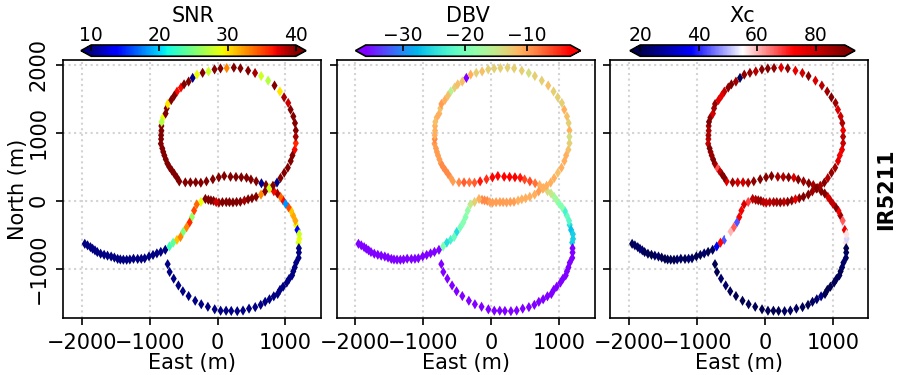 SNR DBV Xc
10 20 30 40 −30 −20 −10 20 40 60 80
2000
1000
0
−1000
North (m)
IR5211
−2000 −1000 0 1000 −2000 −1000 0 1000 −2000 −1000 0 1000
East (m) East (m) East (m)